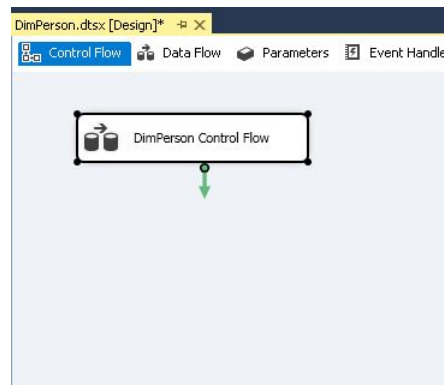 DimPerson.dtsx [Design]*
Control Flow Data Flow Parameters Event Handle
DimPerson Control Flow